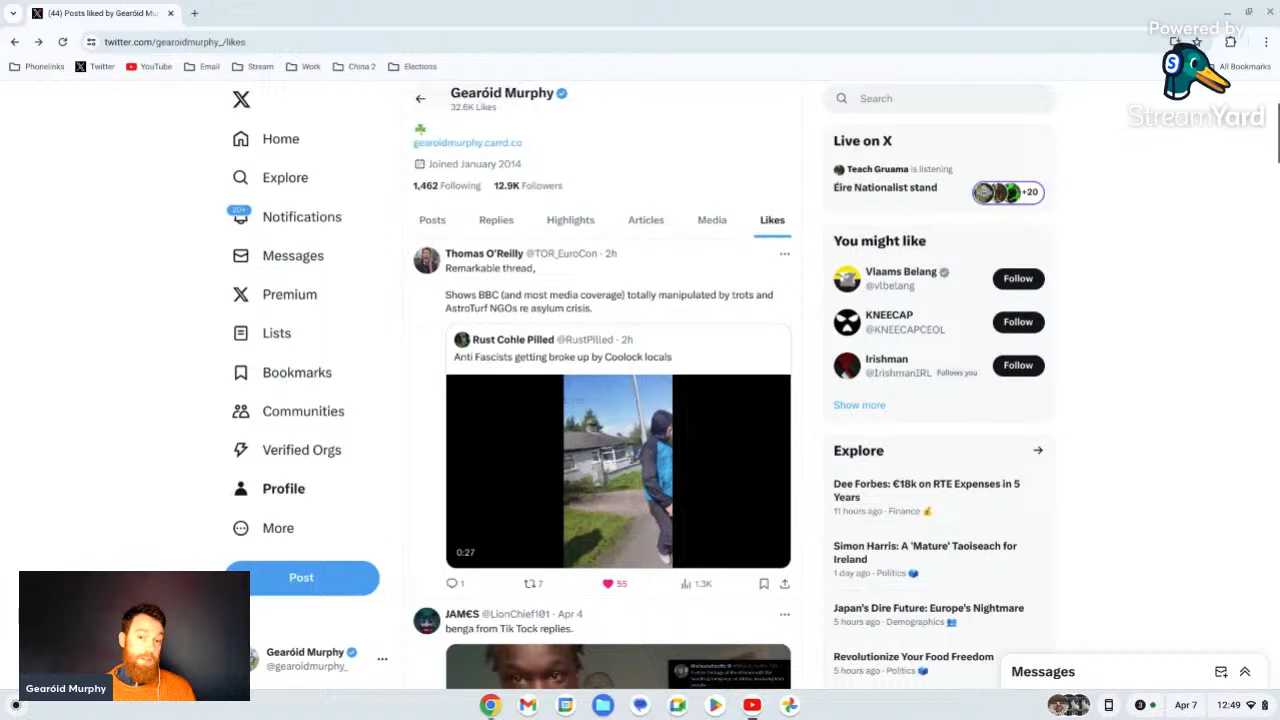 (44) Posts liked by Gearóid Mur
twitter.com/gearoidmurphy_/likes
Phonelinks
Twitter
YouTube
Email
Stream
Work
China 2
Elections
All Bookmarks
Powered by
StreamYard
Home
Explore
20+
Notifications
Messages
Premium
Lists
Bookmarks
Communities
Verified Orgs
Profile
More
Post
Gearóid Murphy
@gearoidmurphy_
Murphy
Gearóid Murphy
32.6K Likes
gearoidmurphy.carrd.co
Joined January 2014
1,462 Following 12.9K Followers
Posts Replies Highlights Articles Media Likes
Thomas O'Reilly @TOR_EuroCon · 2h
Remarkable thread,
Shows BBC (and most media coverage) totally manipulated by trots and
AstroTurf NGOs re asylum crisis.
Rust Cohle Pilled @RustPilled · 2h
Anti Fascists getting broke up by Coolock locals
0:27
1 7 55 1.3K
JAM€S @LionChief101 · Apr 4
benga from Tik Tock replies.
Search
Live on X
Teach Gruama is listening
Éire Nationalist stand
+20
You might like
Vlaams Belang
@vlbelang
Follow
KNEECAP
@KNEECAPCEOL
Follow
Irishman
@IrishmanIRL Follows you
Follow
Show more
Explore
Dee Forbes: €18k on RTE Expenses in 5
Years
11 hours ago · Finance
Simon Harris: A 'Mature' Taoiseach for
Ireland
1 day ago · Politics
Japan's Dire Future: Europe's Nightmare
5 hours ago · Demographics
Revolutionize Your Food Freedom
5 hours ago · Politics
Messages
3
Apr 7
12:49